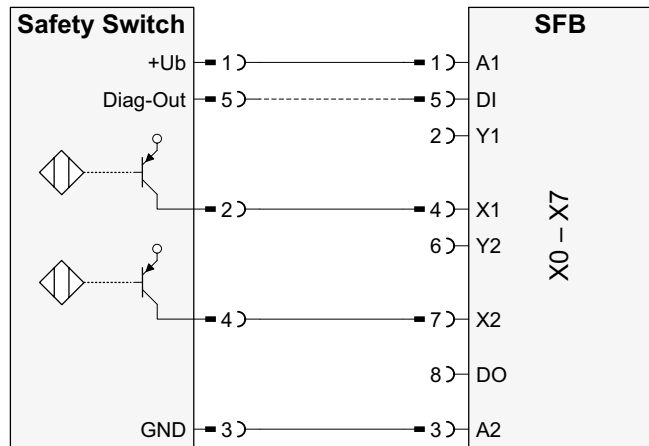 Safety Switch SFB
+Ub 1 1 A1
Diag-Out 5 5 DI
2 Y1
2 4 X1
6 Y2
X0 – X7
4 7 X2
8 DO
GND 3 3 A2